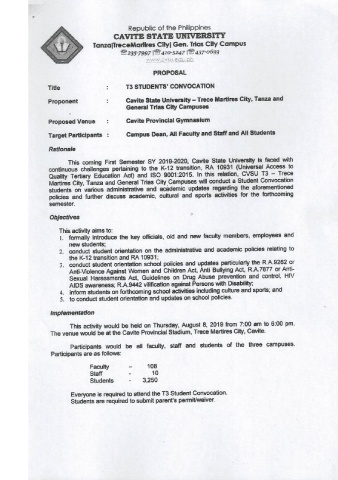 Republic of the Philippines
CAVITE STATE UNIVERSITY
Tanza|Trece Martires City| Gen. Trias City Campus
PROPOSAL
Title : T3 STUDENTS' CONVOCATION
Proponent : Cavite State University – Trece Martires City, Tanza and
General Trias City Campuses
Proposed Venue : Cavite Provincial Gymnasium
Target Participants : Campus Dean, All Faculty and Staff and All Students
Rationale
This coming First Semester SY 2018-2020, Cavite State University is faced with
continuous challenges pertaining to the K-12 transition, RA 10931 (Universal Access to
Quality Tertiary Education Act) and ISO 9001:2015. In this relation, CVSU T3 – Trece
Martires City, Tanza and General Trias City Campuses will conduct a Student Convocation
students on various administrative and academic updates regarding the aforementioned
policies and further discuss academic, cultural and sports activities for the forthcoming
semester.
Objectives
This activity aims to:
1. formally introduce the key officials, old and new faculty members, employees and
new students;
2. conduct student orientation on the administrative and academic policies relating to
the K-12 transition and RA 10931;
3. conduct student orientation school policies and updates particularly the R.A.9262 or
Anti-Violence Against Women and Children Act, Anti Bullying Act, R.A.7877 or Anti-
Sexual Harassments Act, Guidelines on Drug Abuse prevention and control, HIV
AIDS awareness; R.A.9442 vilification against Persons with Disability;
4. inform students on forthcoming school activities including culture and sports; and
5. to conduct student orientation and updates on school policies.
Implementation
This activity would be held on Thursday, August 8, 2018 from 7:00 am to 5:00 pm.
The venue would be at the Cavite Provincial Stadium, Trece Martires City, Cavite.
Participants would be all faculty, staff and students of the three campuses.
Participants are as follows:
Faculty – 108
Staff - 10
Students - 3,250
Everyone is required to attend the T3 Student Convocation.
Students are required to submit parent's permit/waiver.